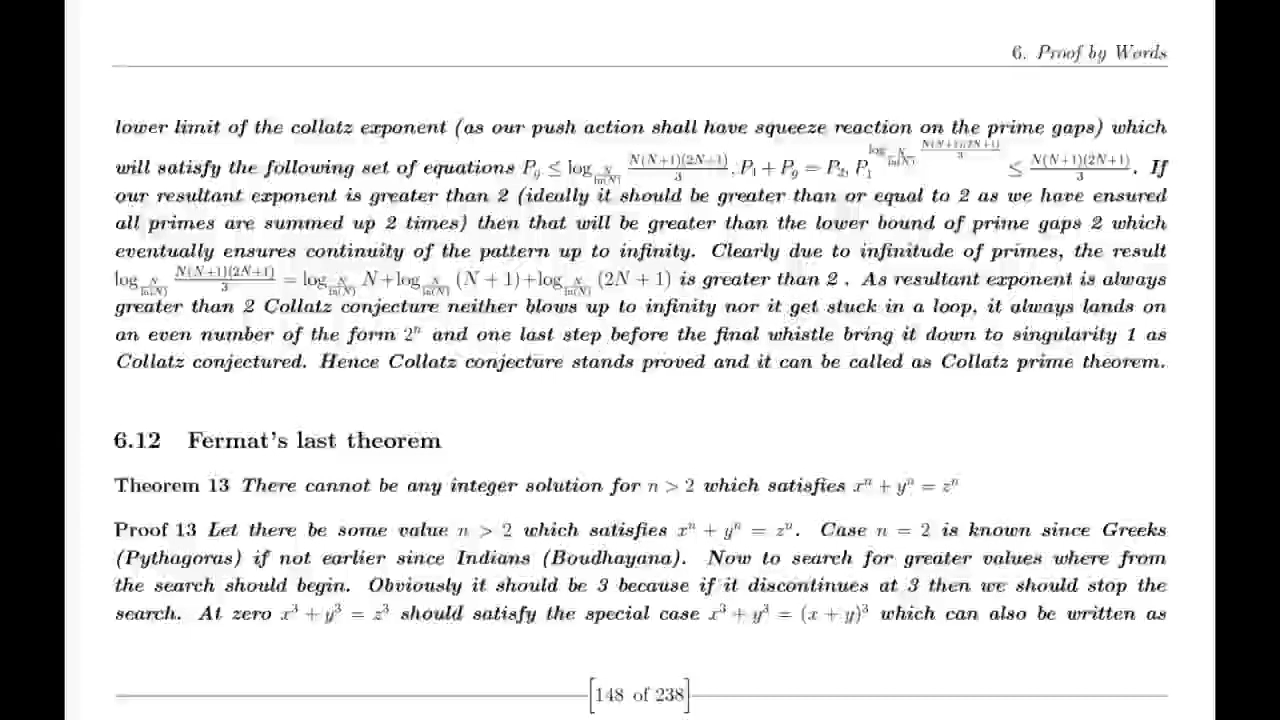 6. Proof by Words
lower limit of the collatz exponent (as our push action shall have squeeze reaction on the prime gaps) which
will satisfy the following set of equations P_g ≤ log_{N/ln(N)} N(N+1)(2N+1)/3, P_1 + P_g = P_2, P_1^{log_{N/ln(N)} N(N+1)(2N+1)/3} ≤ N(N+1)(2N+1)/3. If
our resultant exponent is greater than 2 (ideally it should be greater than or equal to 2 as we have ensured
all primes are summed up 2 times) then that will be greater than the lower bound of prime gaps 2 which
eventually ensures continuity of the pattern up to infinity. Clearly due to infinitude of primes, the result
log_{N/ln(N)} N(N+1)(2N+1)/3 = log_{N/ln(N)} N+log_{N/ln(N)} (N + 1)+log_{N/ln(N)} (2N + 1) is greater than 2 . As resultant exponent is always
greater than 2 Collatz conjecture neither blows up to infinity nor it get stuck in a loop, it always lands on
an even number of the form 2^n and one last step before the final whistle bring it down to singularity 1 as
Collatz conjectured. Hence Collatz conjecture stands proved and it can be called as Collatz prime theorem.
6.12 Fermat's last theorem
Theorem 13 There cannot be any integer solution for n > 2 which satisfies x^n + y^n = z^n
Proof 13 Let there be some value n > 2 which satisfies x^n + y^n = z^n. Case n = 2 is known since Greeks
(Pythagoras) if not earlier since Indians (Boudhayana). Now to search for greater values where from
the search should begin. Obviously it should be 3 because if it discontinues at 3 then we should stop the
search. At zero x^3 + y^3 = z^3 should satisfy the special case x^3 + y^3 = (x + y)^3 which can also be written as
[148 of 238]